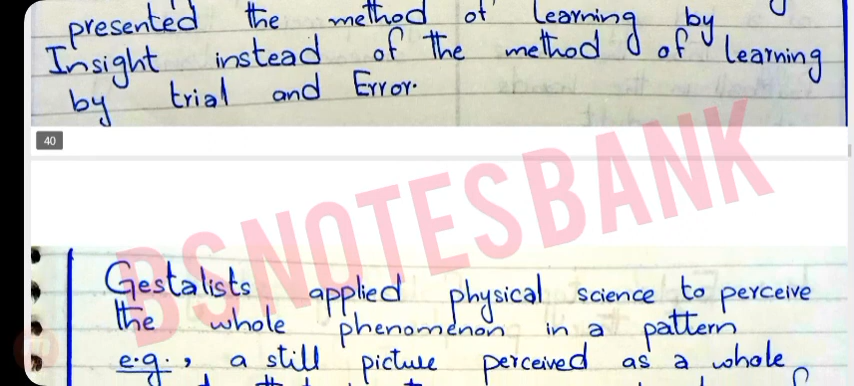 presented the method of learning by
Insight instead of the method of learning
by trial and Error.
40
BSNOTESBANK
Gestalists applied physical science to perceive
the whole phenomenon in a pattern
e.g., a still picture perceived as a whole